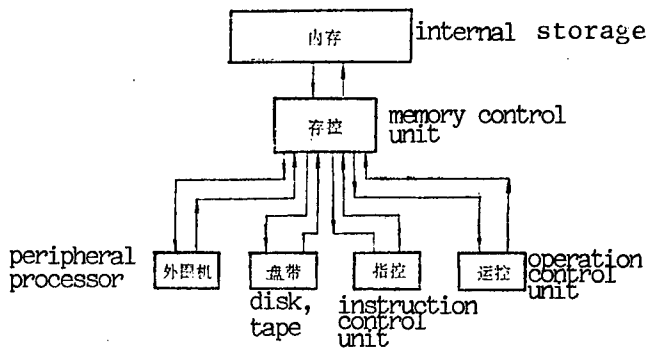 内存
internal storage
存控
memory control
unit
peripheral
processor
外围机
盘带
disk,
tape
指控
instruction
control
unit
运控
operation
control
unit